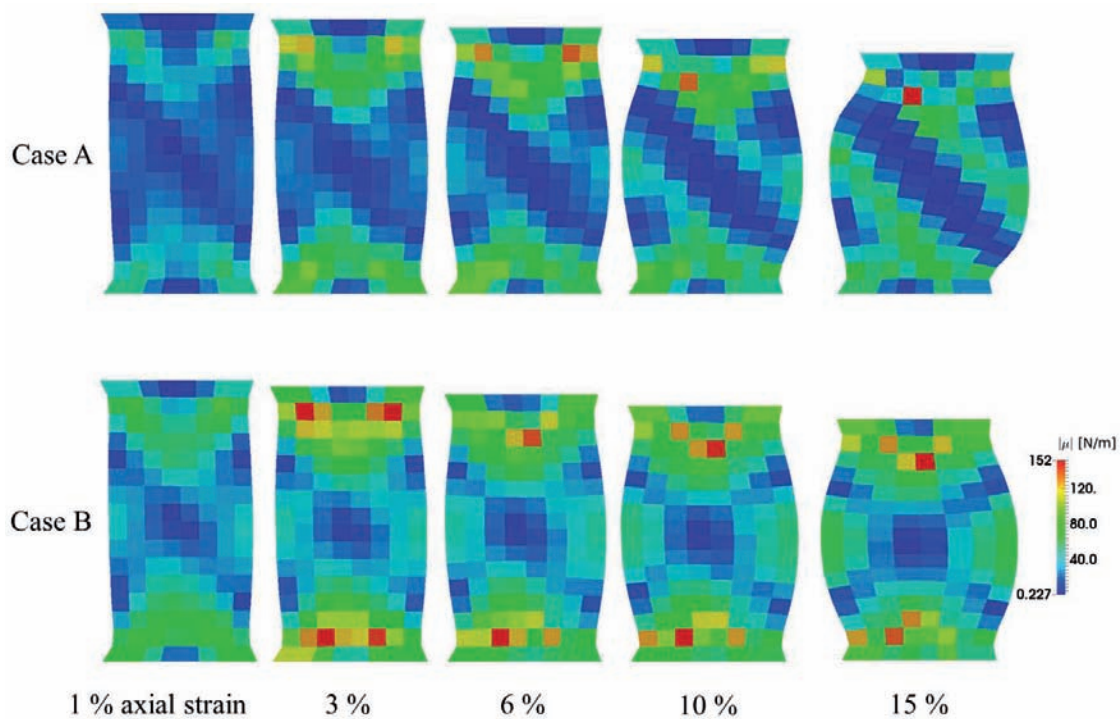 Case A
Case B
|μ| [N/m]
152
120.
80.0
40.0
0.227
1 % axial strain 3 % 6 % 10 % 15 %